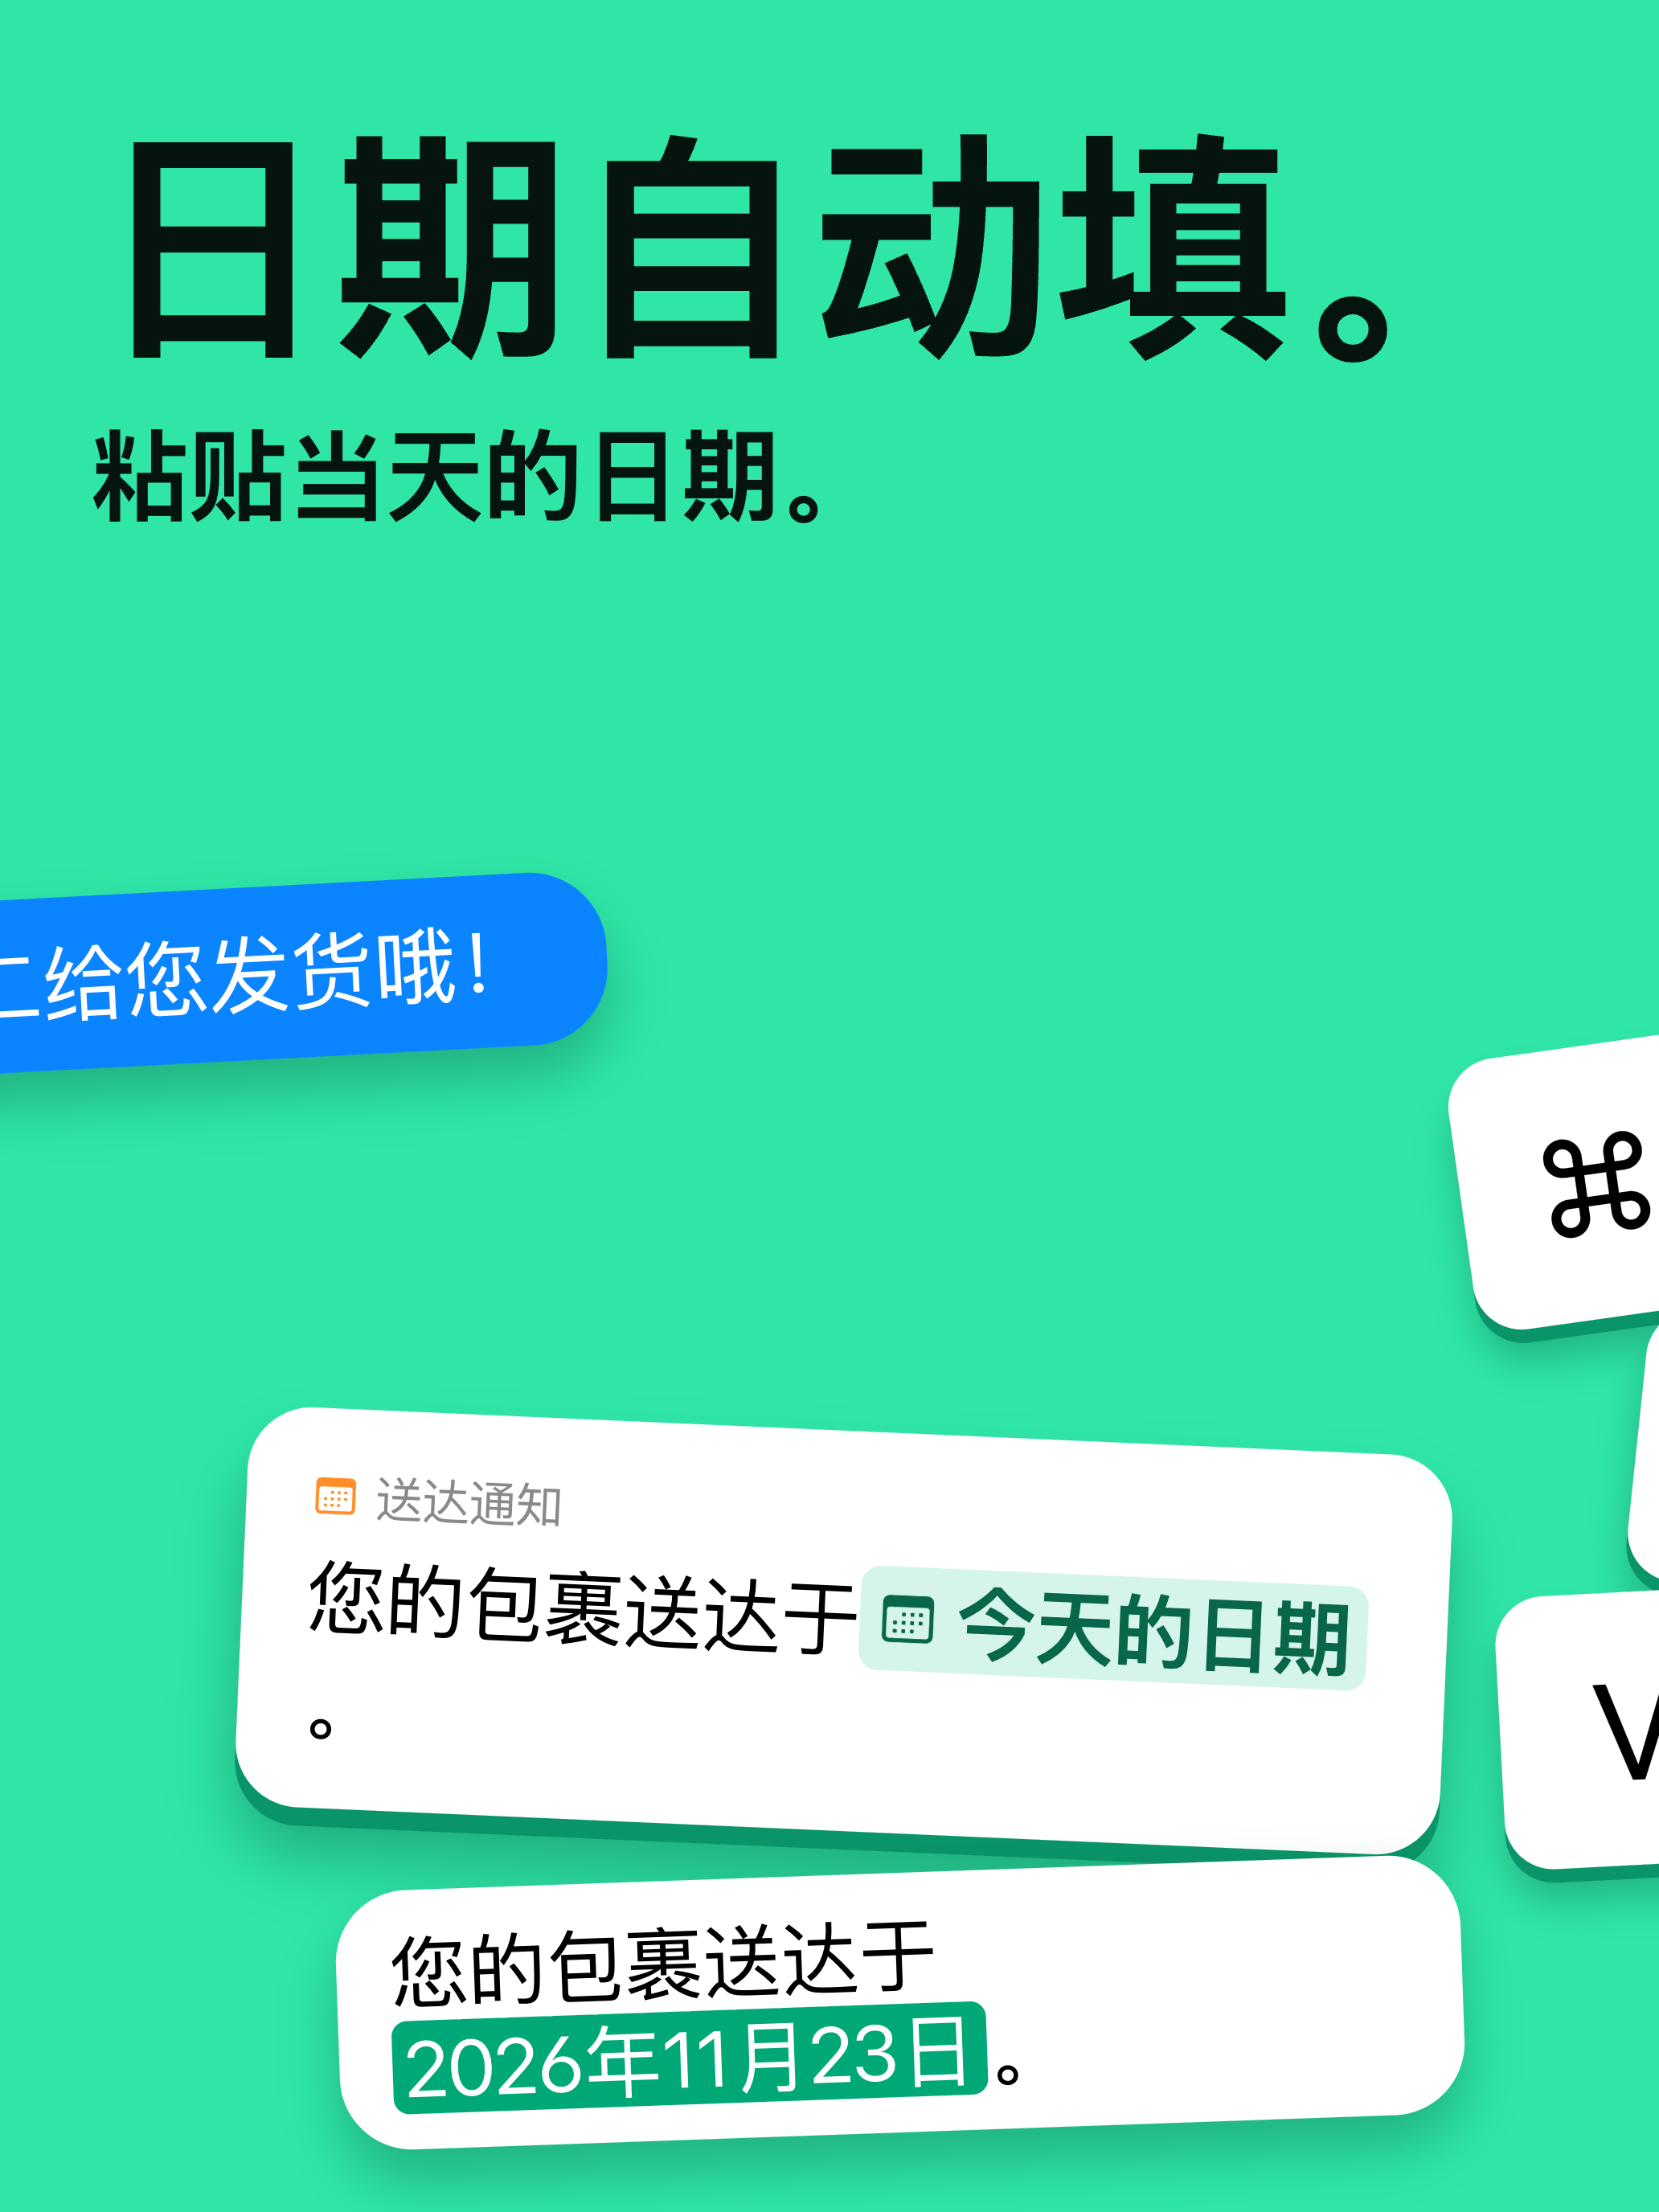 日期自动填。
粘贴当天的日期。
二给您发货哦！
⌘
送达通知
您的包裹送达于 今天的日期
。
V
您的包裹送达于
2026年11月23日。